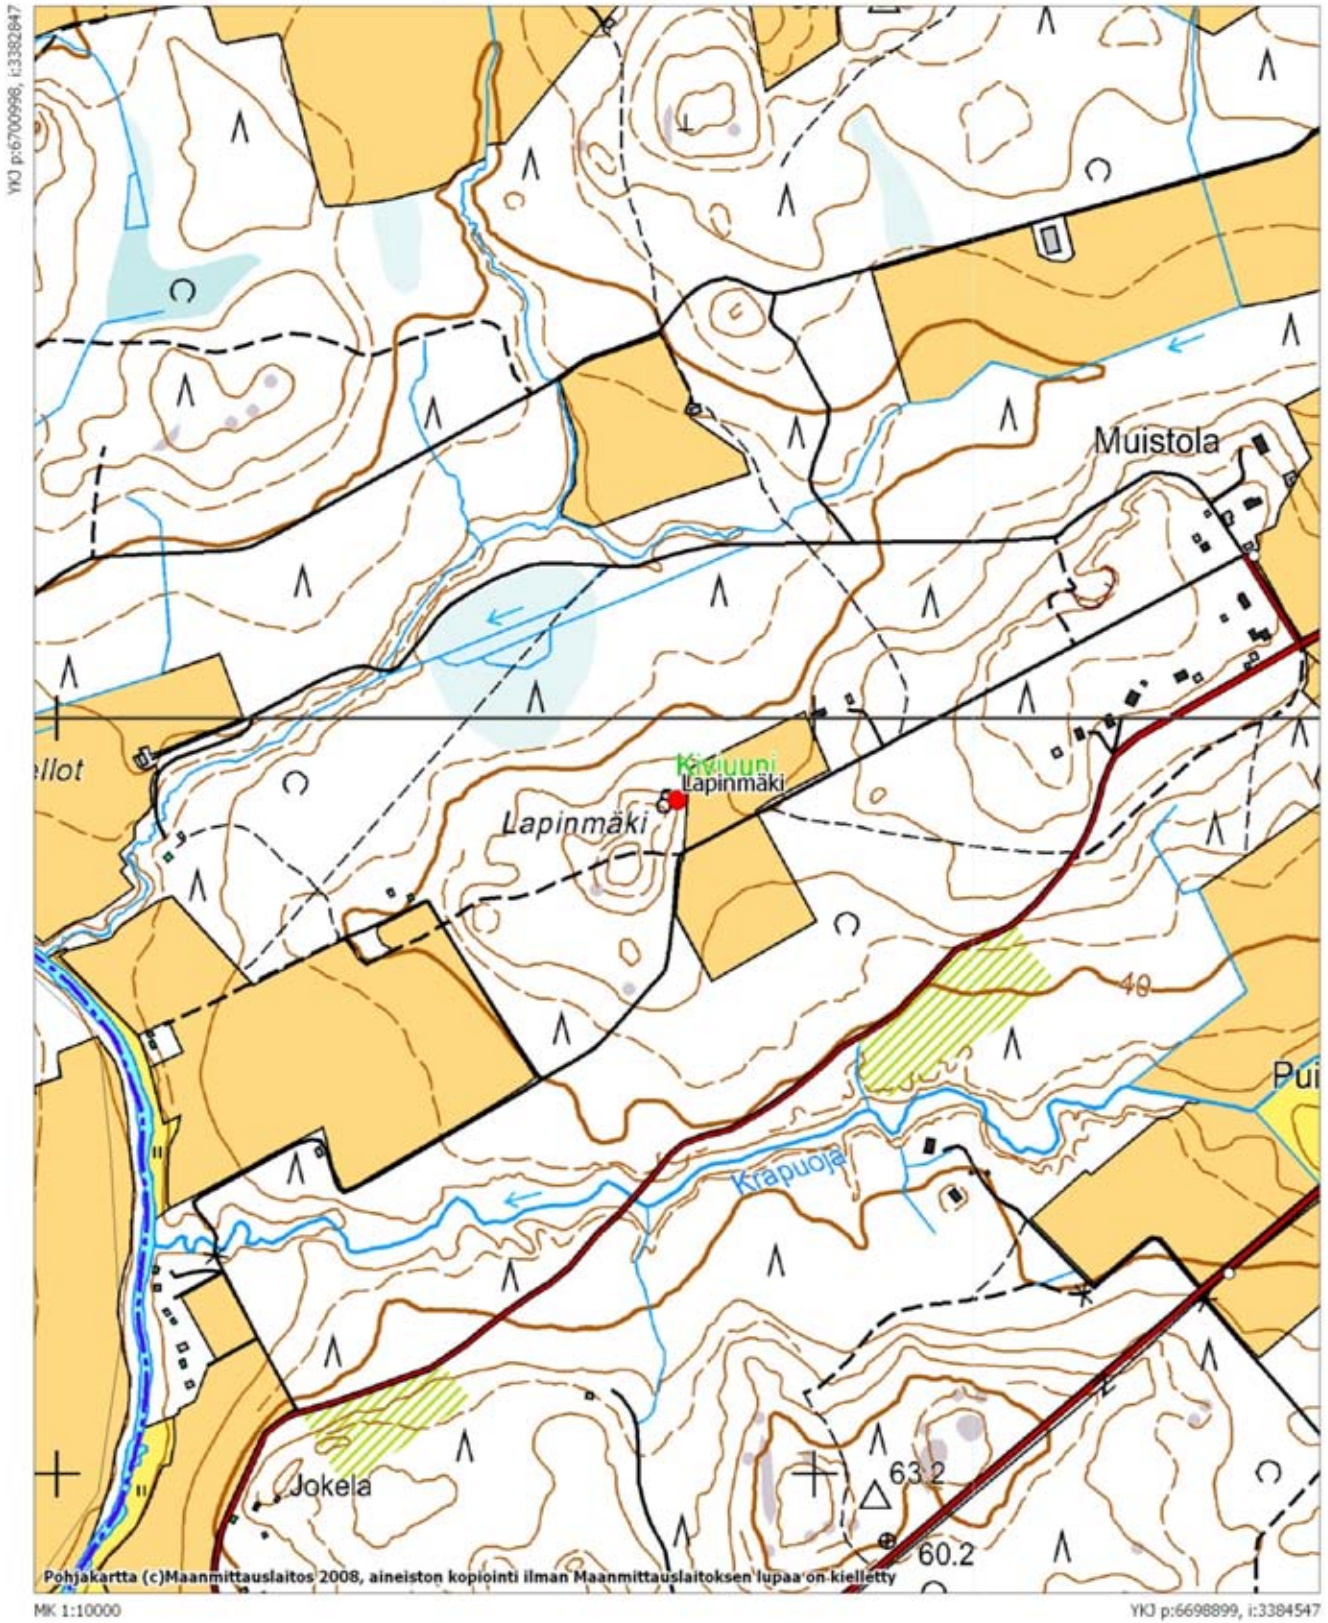 YKJ p:6700998, i:3382847
Muistola
ellot
Kiviuuni
Lapinmäki
Lapinmäki
40
Pui
Krapuoja
63.2
Jokela
60.2
Pohjakartta (c)Maanmittauslaitos 2008, aineiston kopiointi ilman Maanmittauslaitoksen lupaa on kielletty
MK 1:10000
YKJ p:6698899, i:3384547